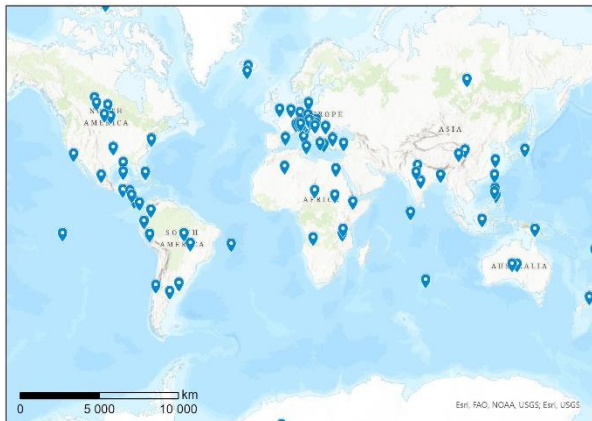 NORTH
AMERICA
EUROPE
ASIA
AFRICA
SOUTH
AMERICA
AUSTRALIA
km
0 5 000 10 000
Esri, FAO, NOAA, USGS; Esri, USGS